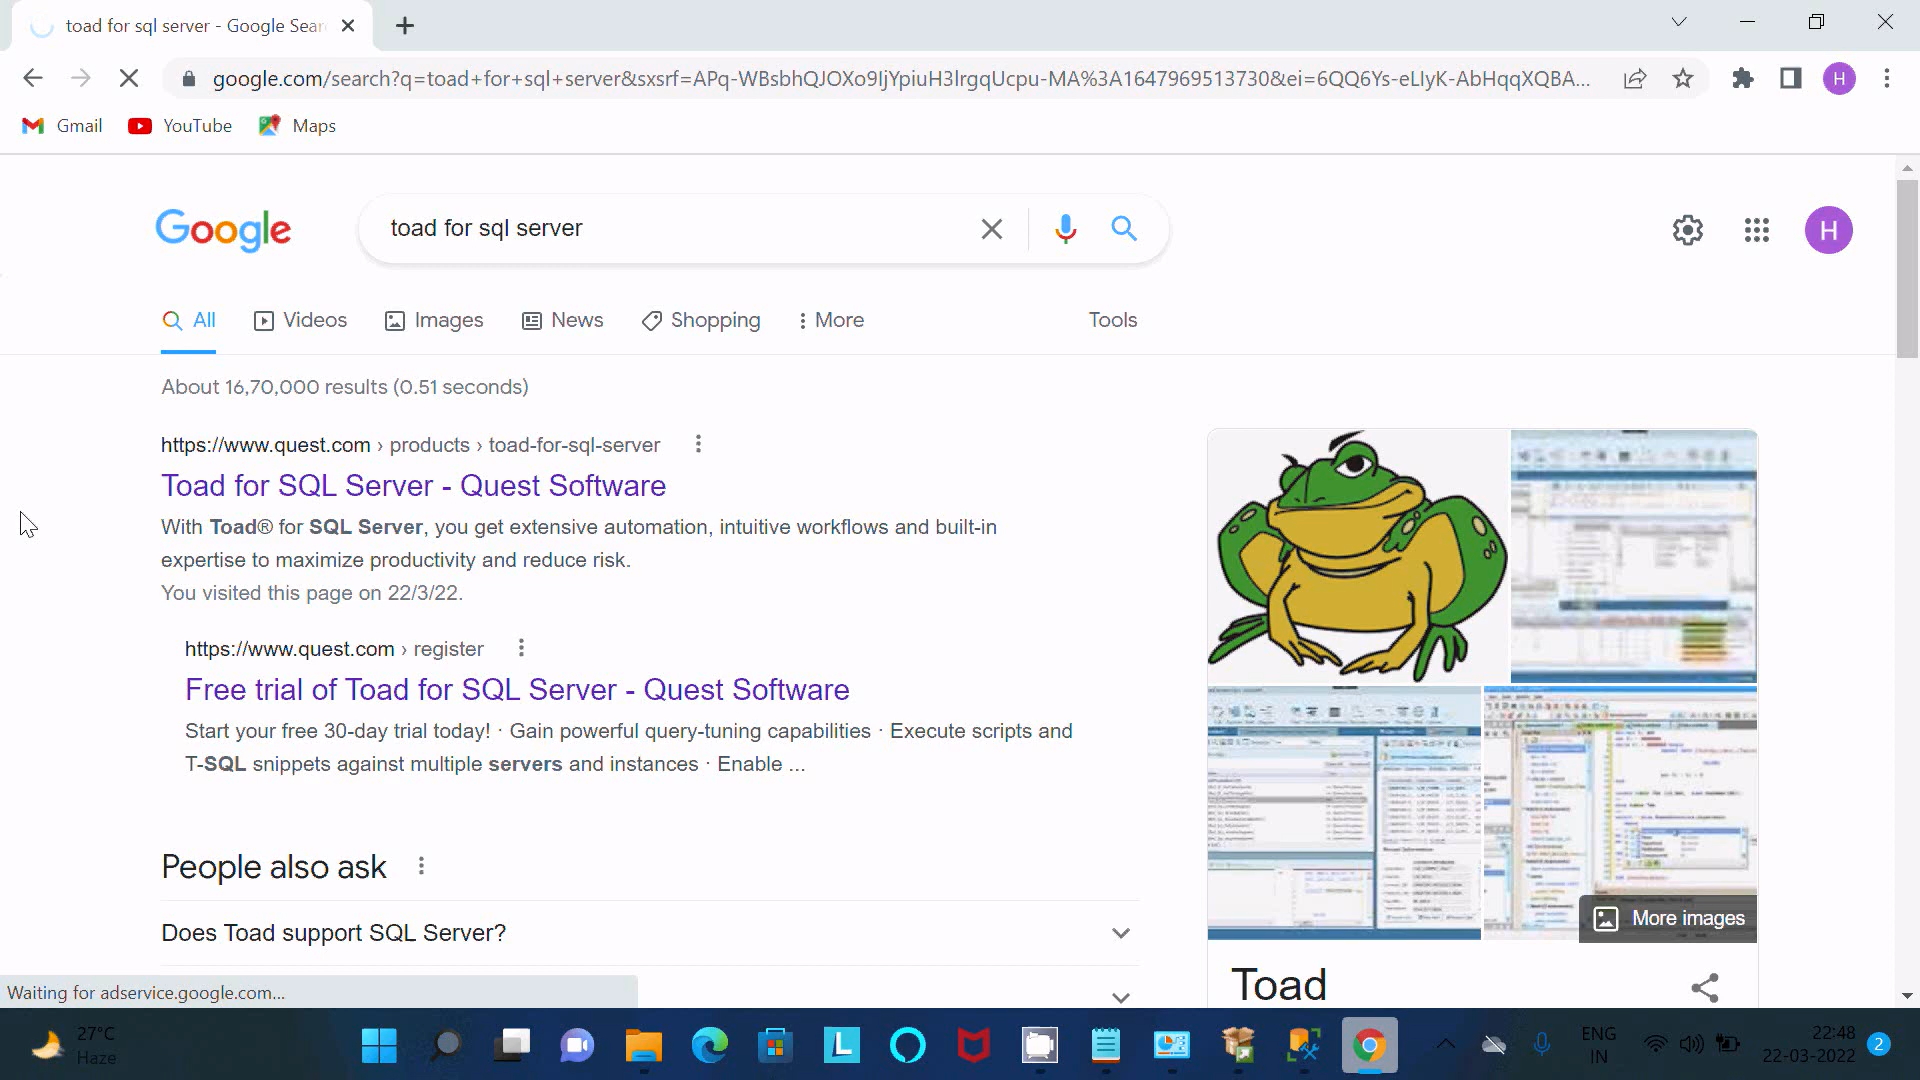 toad for sql server - Google Sear
google.com/search?q=toad+for+sql+server&sxsrf=APq-WBsbhQJOXo9IjYpiuH3lrgqUcpu-MA%3A1647969513730&ei=6QQ6Ys-eLIyK-AbHqqXQBA...
H
Gmail
YouTube
Maps
Google
toad for sql server
H
All
Videos
Images
News
Shopping
More
Tools
About 16,70,000 results (0.51 seconds)
https://www.quest.com › products › toad-for-sql-server
Toad for SQL Server - Quest Software
With Toad® for SQL Server, you get extensive automation, intuitive workflows and built-in
expertise to maximize productivity and reduce risk.
You visited this page on 22/3/22.
https://www.quest.com › register
Free trial of Toad for SQL Server - Quest Software
Start your free 30-day trial today! · Gain powerful query-tuning capabilities · Execute scripts and
T-SQL snippets against multiple servers and instances · Enable ...
People also ask
Does Toad support SQL Server?
More images
Toad
Waiting for adservice.google.com...
27°C
Haze
L
ENG
IN
22:48
22-03-2022
2